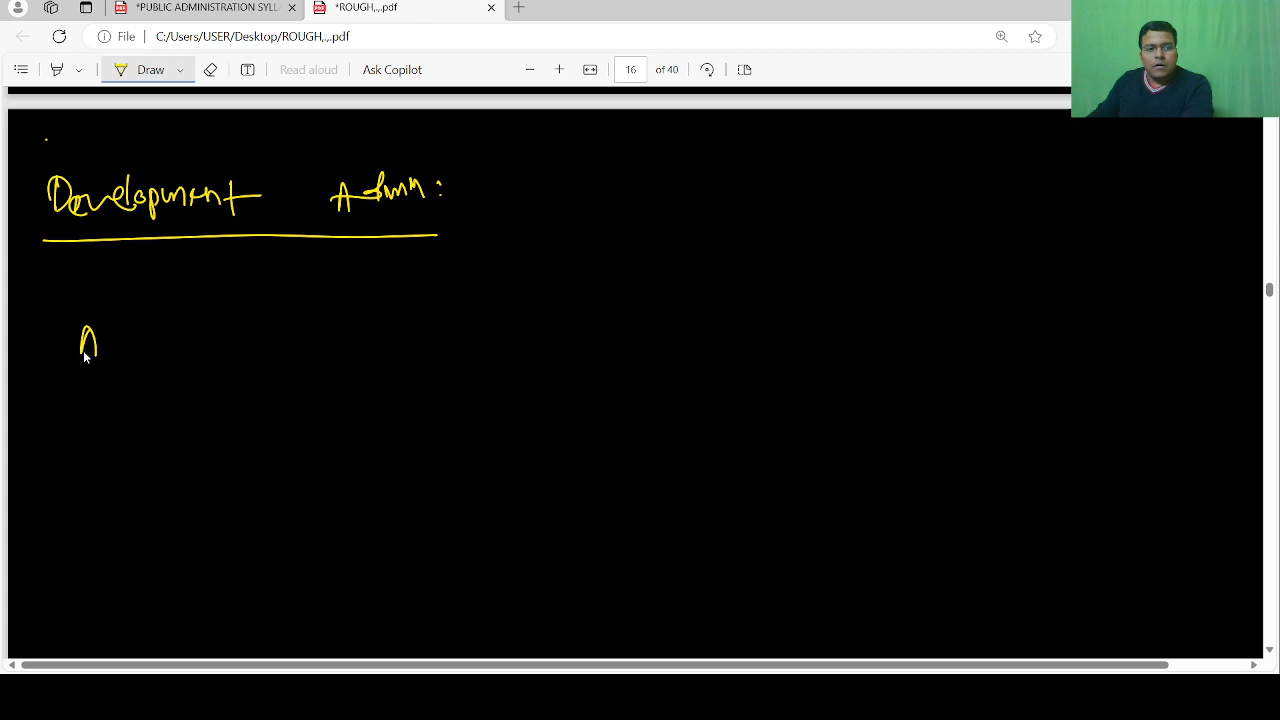 *PUBLIC ADMINISTRATION SYLL
*ROUGH,.,.pdf
File C:/Users/USER/Desktop/ROUGH,.,.pdf
Draw Read aloud Ask Copilot 16 of 40
Development Admn:
A